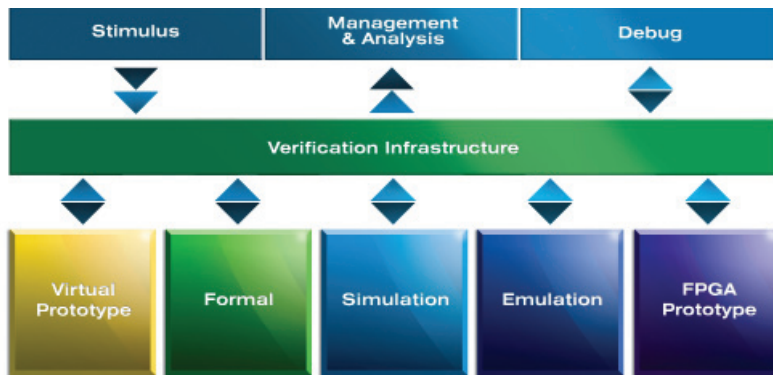 Stimulus
Management
& Analysis
Debug
Verification Infrastructure
Virtual
Prototype
Formal
Simulation
Emulation
FPGA
Prototype